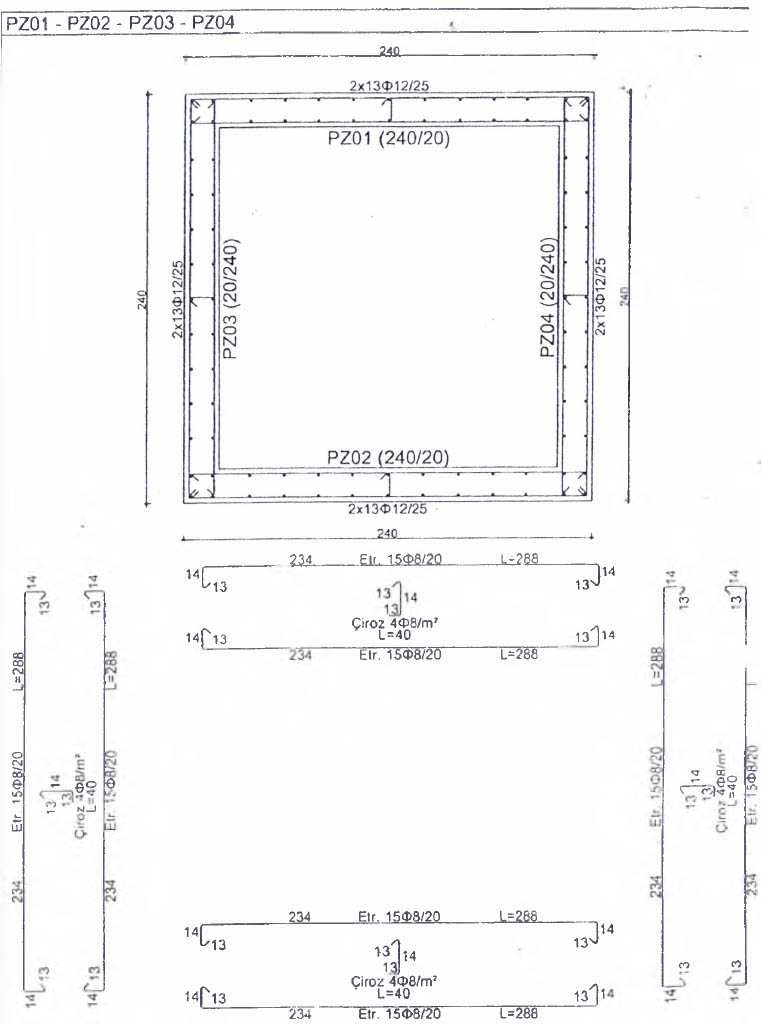 PZ01 - PZ02 - PZ03 - PZ04
240
2x13Φ12/25
PZ01 (240/20)
240
2x13Φ12/25
PZ03 (20/240)
PZ04 (20/240)
2x13Φ12/25
240
PZ02 (240/20)
2x13Φ12/25
240
14 234 Etr. 15Φ8/20 L=288 14
13 13
13 14
13
Çiroz 4Φ8/m²
L=40
14 13 13 14
234 Etr. 15Φ8/20 L=288
14 14
13 13
L=288 L=288
Etr. 15Φ8/20
13 14
13
Çiroz 4Φ8/m²
L=40
Etr. 15Φ8/20
234 234
14 13 14 13
14 14
13 13
L=288
Etr. 15Φ8/20
13 14
13
Çiroz 4Φ8/m²
L=40
Etr. 15Φ8/20
234 234
14 13 14 13
14 234 Etr. 15Φ8/20 L=288 14
13 13
13 14
13
Çiroz 4Φ8/m²
L=40
14 13 13 14
234 Etr. 15Φ8/20 L=288